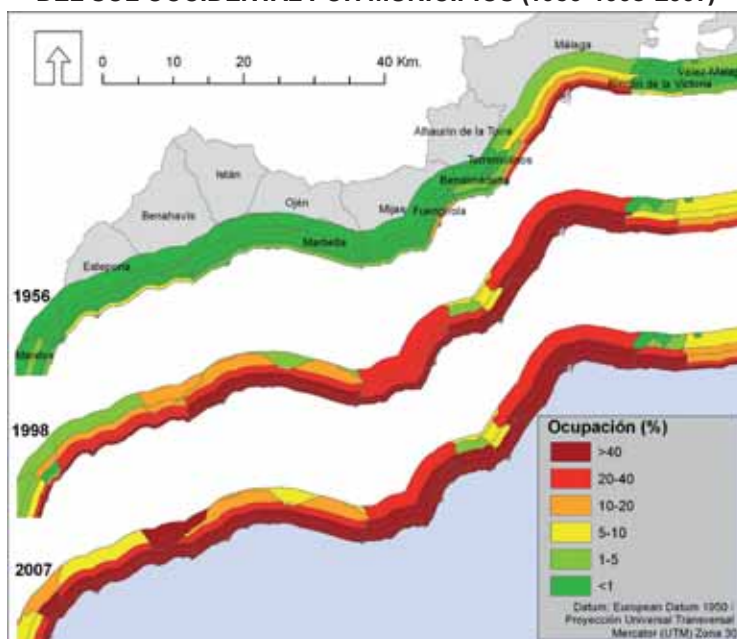 DEL SOL OCCIDENTAL POR MUNICIPIOS (1956-1998-2007)
Málaga
0 10 20 40 Km.
Velez-Malaga
Rincón de la Victoria
Alhaurín de la Torre
Torremolinos
Istán
Benalmádena
Ojén
Mijas
Fuengirola
Benahavís
Marbella
Estepona
1956
Manilva
1998
Ocupación (%)
>40
20-40
10-20
5-10
1-5
<1
2007
Datum: European Datum 1950
Proyección Universal Transversal
Mercator (UTM) Zona 30